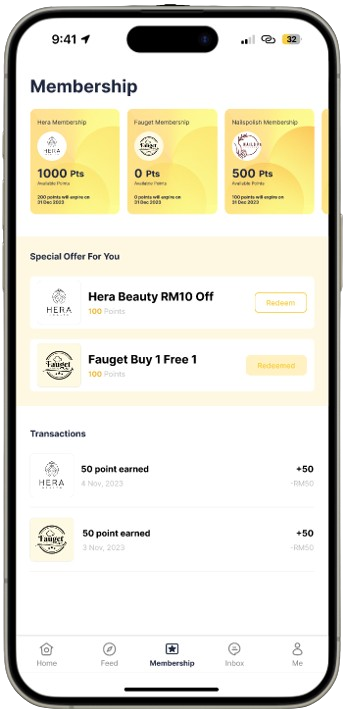 9:41
32
Membership
Hera Membership
Fauget Membership
Nailspolish Membership
HERA
Fauget
1000 Pts
0 Pts
500 Pts
Available Points
Available Points
Available Points
200 points will expire on
31 Dec 2023
0 points will expire on
31 Dec 2023
100 points will expire on
31 Dec 2023
Special Offer For You
HERA
Hera Beauty RM10 Off
100 Points
Redeem
Fauget
Fauget Buy 1 Free 1
100 Points
Redeemed
Transactions
HERA
50 point earned
4 Nov, 2023
+50
-RM50
Fauget
50 point earned
3 Nov, 2023
+50
-RM50
Home
Feed
Membership
Inbox
Me